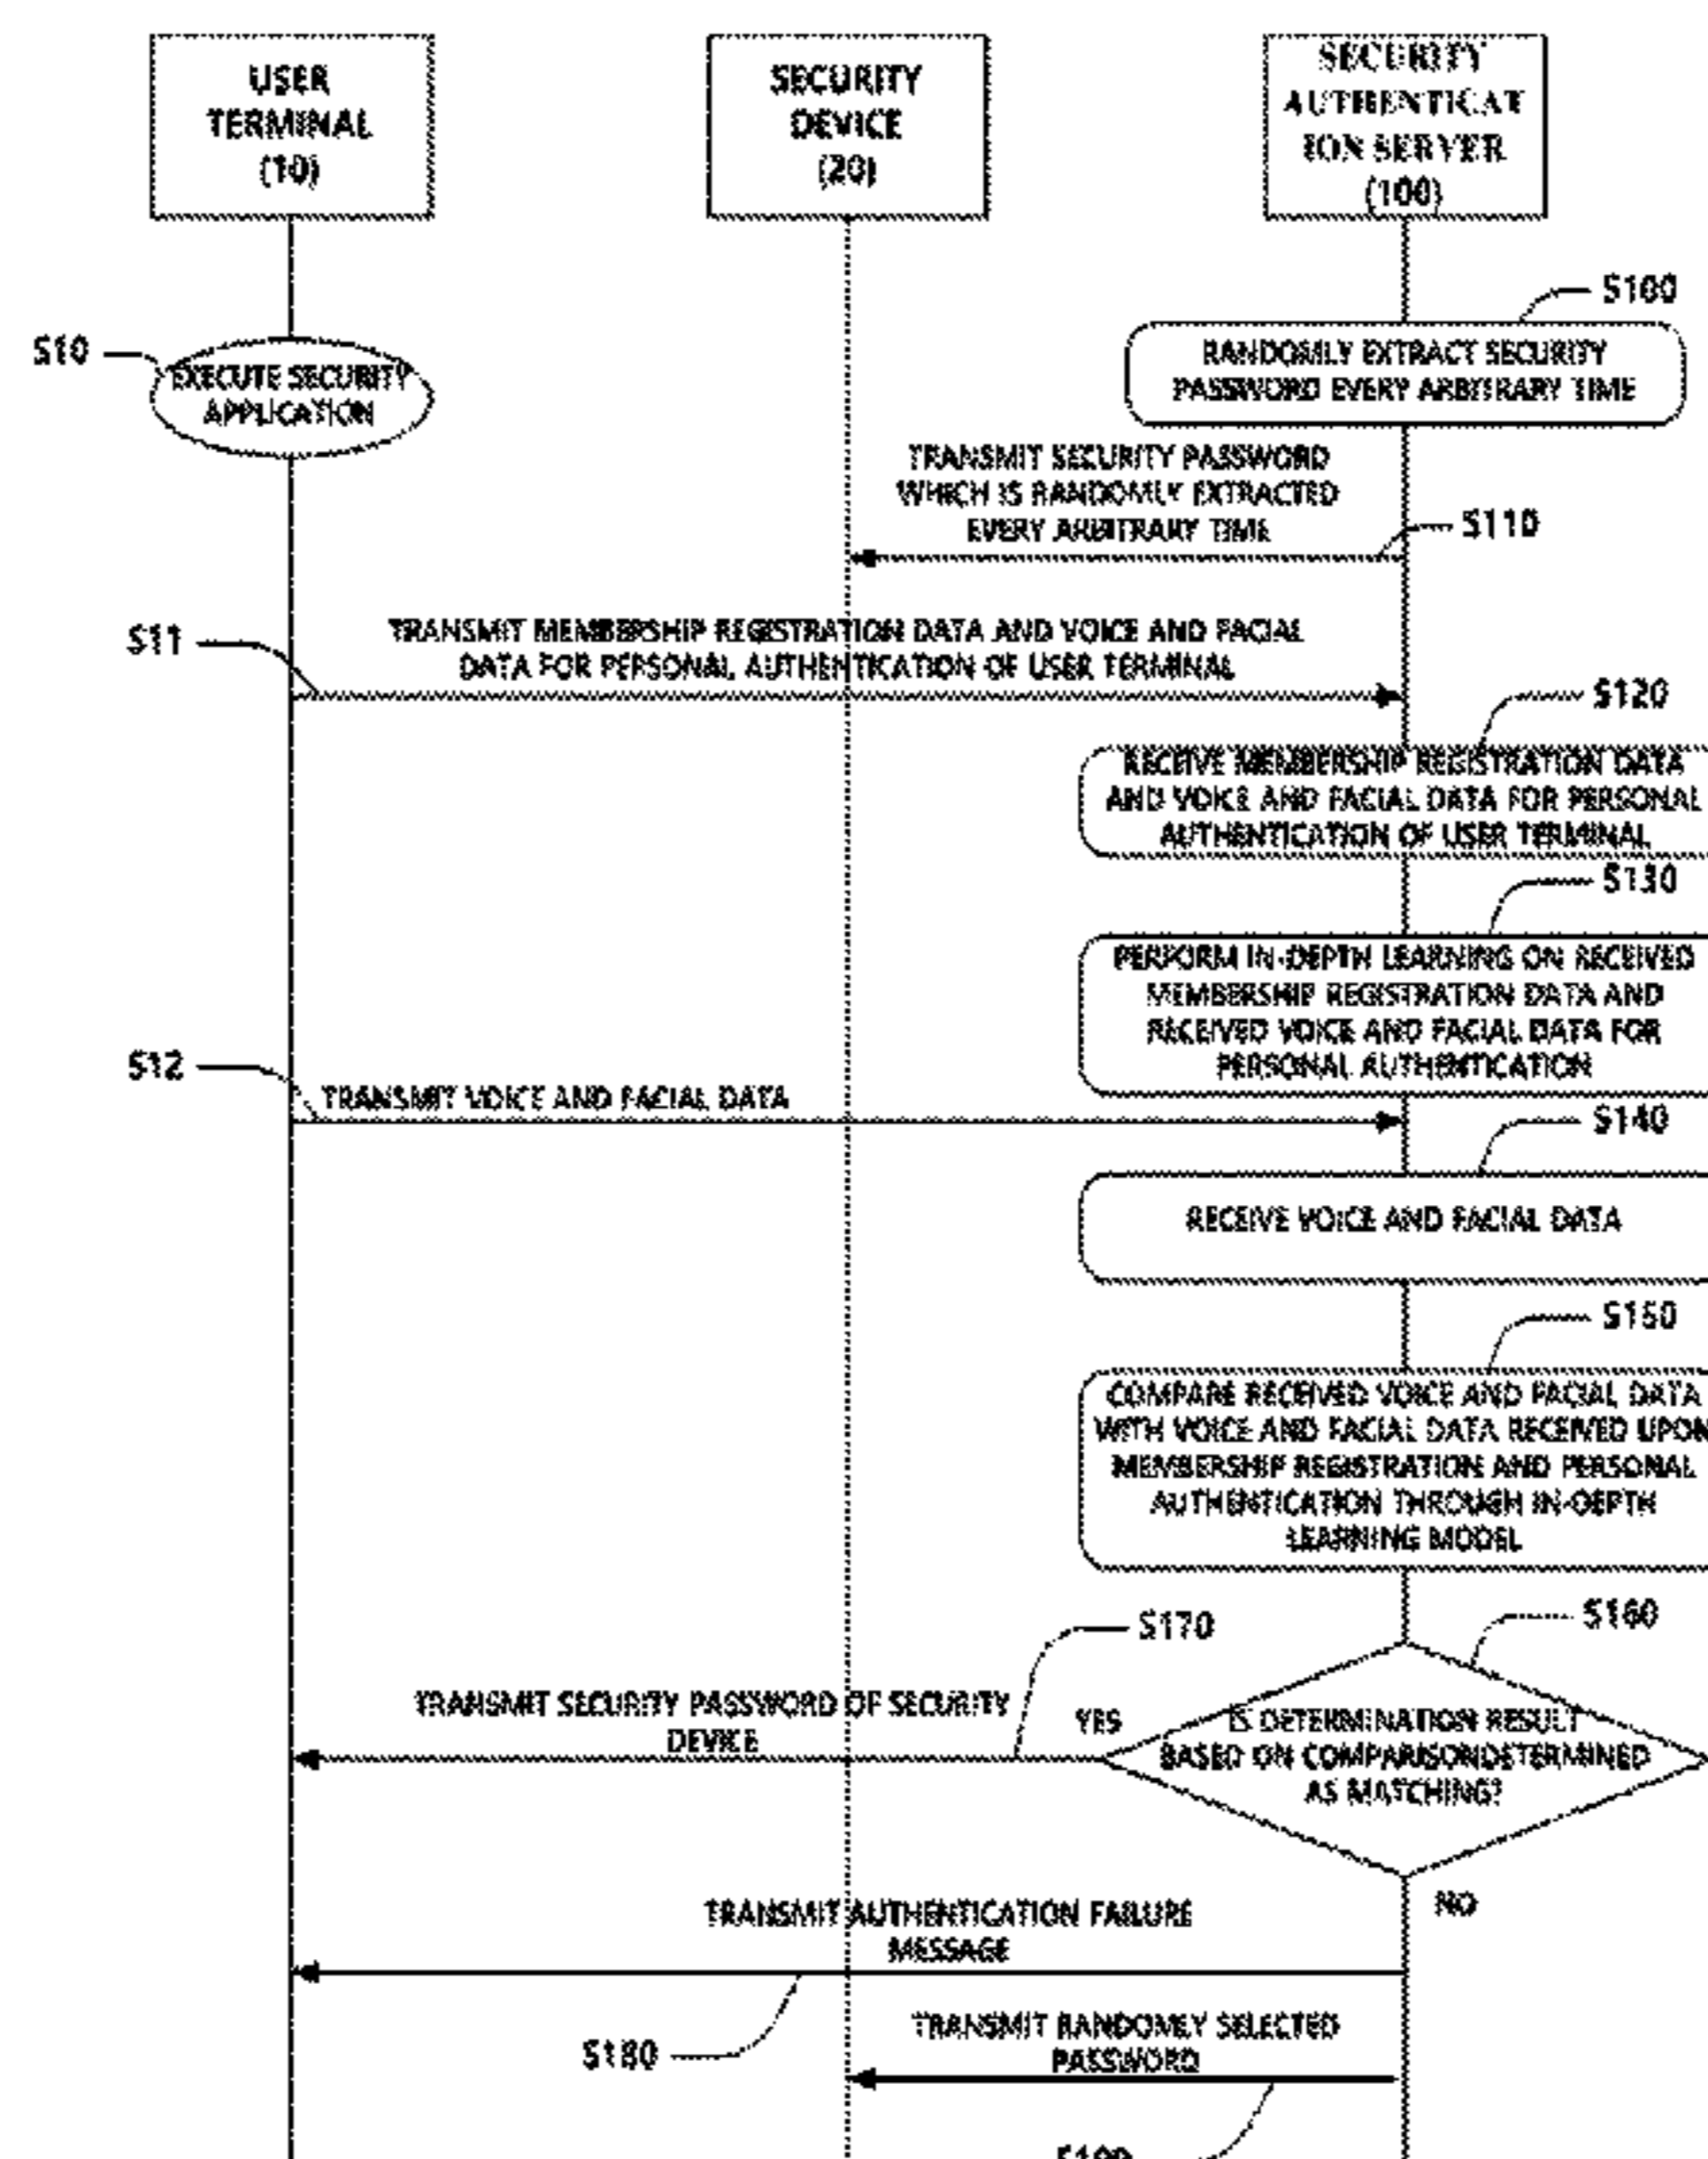 USER
TERMINAL
(10)
SECURITY
DEVICE
(20)
SECURITY
AUTHENTICAT
ION SERVER
(100)
S100
S10
EXECUTE SECURITY
APPLICATION
RANDOMLY EXTRACT SECURITY
PASSWORD EVERY ARBITRARY TIME
TRANSMIT SECURITY PASSWORD
WHICH IS RANDOMLY EXTRACTED
EVERY ARBITRARY TIME
S110
S11
TRANSMIT MEMBERSHIP REGISTRATION DATA AND VOICE AND FACIAL
DATA FOR PERSONAL AUTHENTICATION OF USER TERMINAL
S120
RECEIVE MEMBERSHIP REGISTRATION DATA
AND VOICE AND FACIAL DATA FOR PERSONAL
AUTHENTICATION OF USER TERMINAL
S130
PERFORM IN-DEPTH LEARNING ON RECEIVED
MEMBERSHIP REGISTRATION DATA AND
RECEIVED VOICE AND FACIAL DATA FOR
PERSONAL AUTHENTICATION
S12
TRANSMIT VOICE AND FACIAL DATA
S140
RECEIVE VOICE AND FACIAL DATA
S150
COMPARE RECEIVED VOICE AND FACIAL DATA
WITH VOICE AND FACIAL DATA RECEIVED UPON
MEMBERSHIP REGISTRATION AND PERSONAL
AUTHENTICATION THROUGH IN-DEPTH
LEARNING MODEL
S160
S170
TRANSMIT SECURITY PASSWORD OF SECURITY
DEVICE
YES
IS DETERMINATION RESULT
BASED ON COMPARISONDETERMINED
AS MATCHING?
NO
TRANSMIT AUTHENTICATION FAILURE
MESSAGE
S180
TRANSMIT RANDOMLY SELECTED
PASSWORD